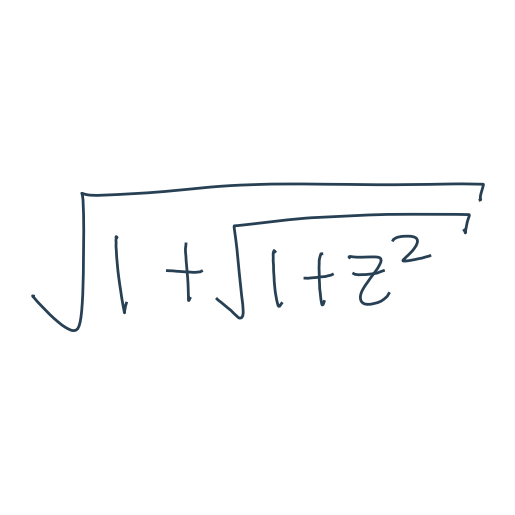 √(1 + √(1 + z²))